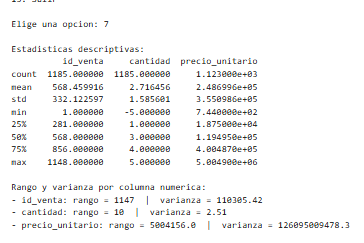 Elige una opcion: 7
Estadisticas descriptivas:
id_venta cantidad precio_unitario
count 1185.000000 1185.000000 1.123000e+03
mean 568.459916 2.716456 2.486996e+05
std 332.122597 1.585601 3.550986e+05
min 1.000000 -5.000000 7.440000e+02
25% 281.000000 1.000000 1.875000e+04
50% 568.000000 3.000000 1.194950e+05
75% 856.000000 4.000000 4.004870e+05
max 1148.000000 5.000000 5.004900e+06
Rango y varianza por columna numerica:
- id_venta: rango = 1147 | varianza = 110305.42
- cantidad: rango = 10 | varianza = 2.51
- precio_unitario: rango = 5004156.0 | varianza = 126095009478.3